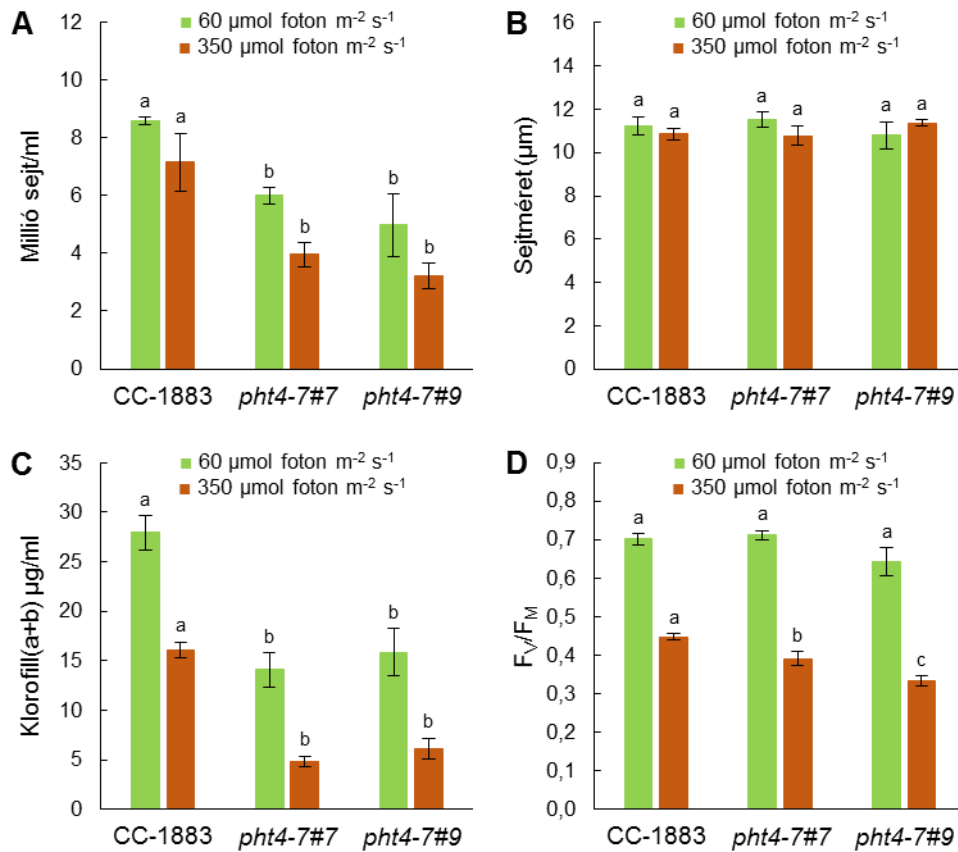 A
60 µmol foton m-2 s-1
350 µmol foton m-2 s-1
Millió sejt/ml
16
14
12
10
8
6
4
2
0
a
a
b
b
b
b
CC-1883
pht4-7#7
pht4-7#9
B
60 µmol foton m-2 s-1
350 µmol foton m-2 s-1
Sejtméret (µm)
16
14
12
10
8
6
4
2
0
a
a
a
a
a
a
CC-1883
pht4-7#7
pht4-7#9
C
60 µmol foton m-2 s-1
350 µmol foton m-2 s-1
Klorofill(a+b) µg/ml
35
30
25
20
15
10
5
0
a
a
b
b
b
b
CC-1883
pht4-7#7
pht4-7#9
D
60 µmol foton m-2 s-1
350 µmol foton m-2 s-1
FV/FM
0,9
0,8
0,7
0,6
0,5
0,4
0,3
0,2
0,1
0,0
a
a
a
b
a
c
CC-1883
pht4-7#7
pht4-7#9